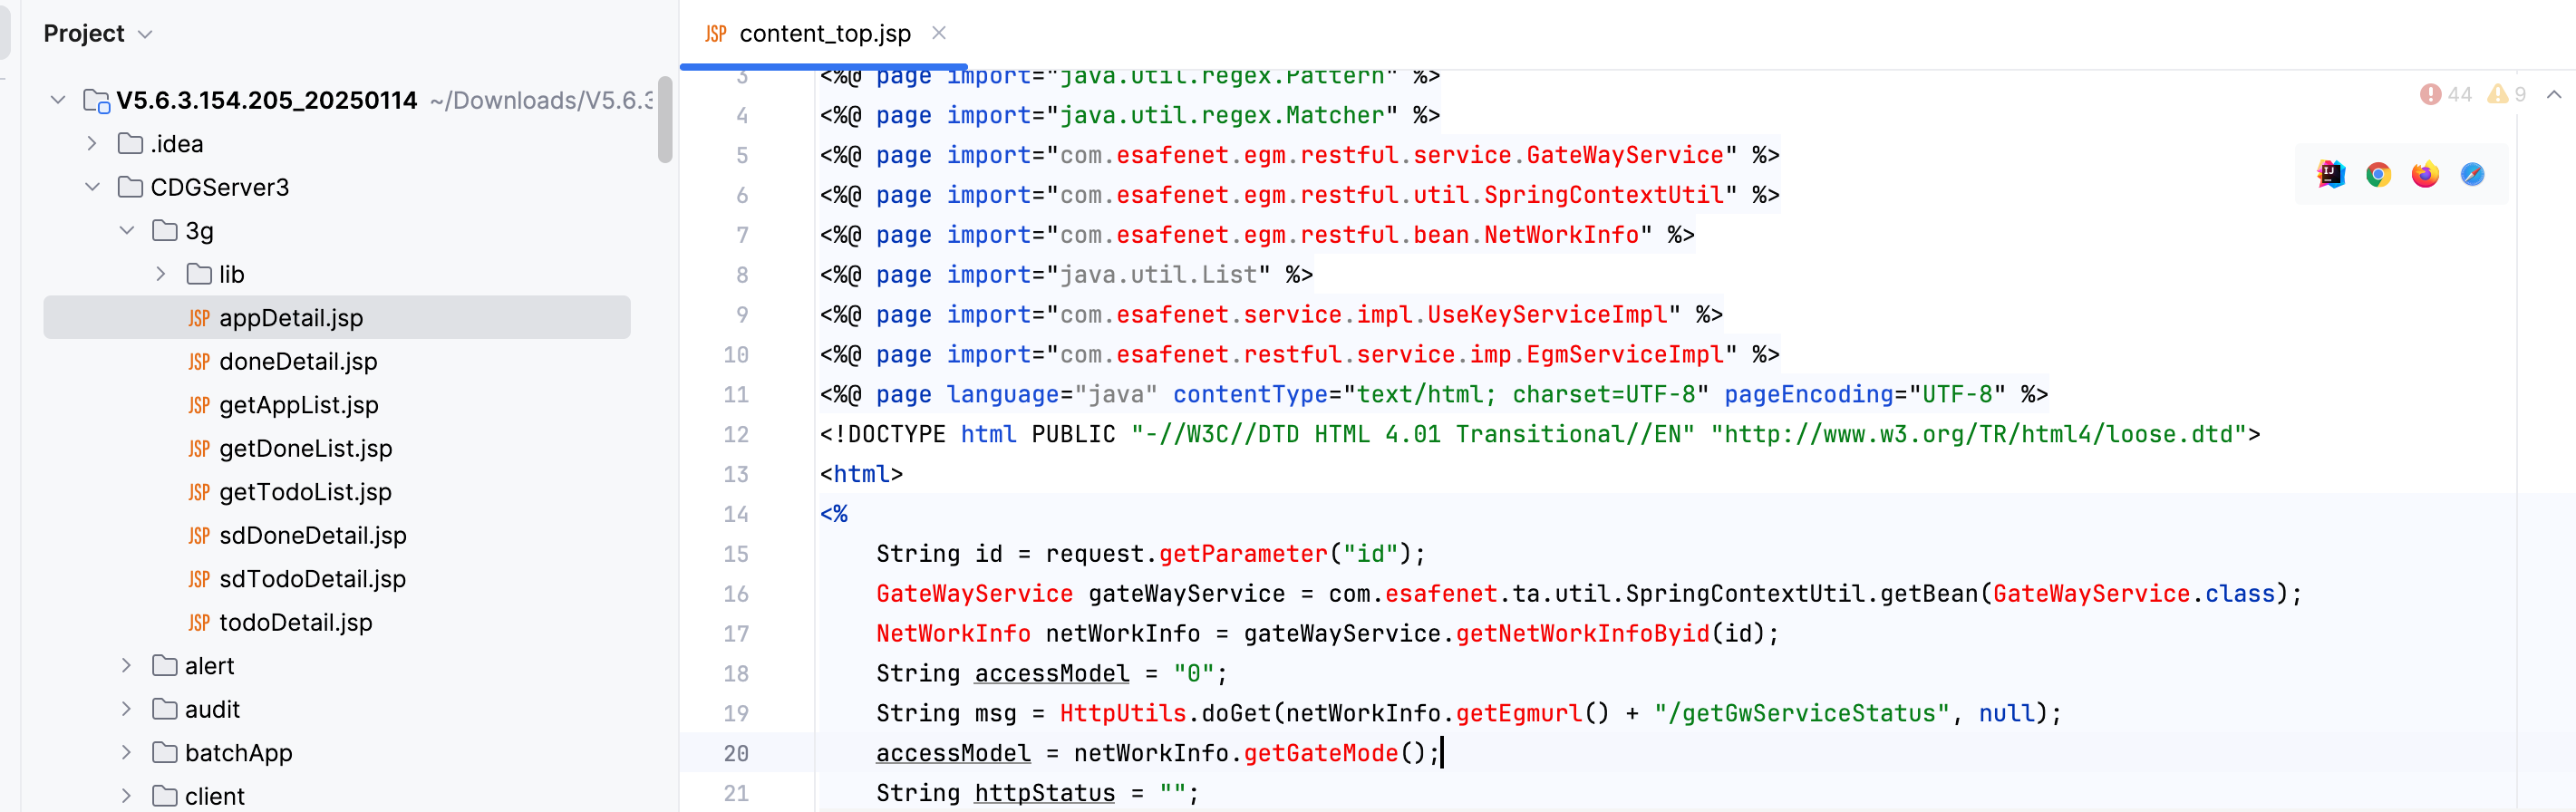 Project
V5.6.3.154.205_20250114 ~/Downloads/V5.6.3
.idea
CDGServer3
3g
lib
JSP appDetail.jsp
JSP doneDetail.jsp
JSP getAppList.jsp
JSP getDoneList.jsp
JSP getTodoList.jsp
JSP sdDoneDetail.jsp
JSP sdTodoDetail.jsp
JSP todoDetail.jsp
alert
audit
batchApp
client
JSP content_top.jsp
44 9
3 <%@ page import="java.util.regex.Pattern" %>
4 <%@ page import="java.util.regex.Matcher" %>
5 <%@ page import="com.esafenet.egm.restful.service.GateWayService" %>
6 <%@ page import="com.esafenet.egm.restful.util.SpringContextUtil" %>
7 <%@ page import="com.esafenet.egm.restful.bean.NetWorkInfo" %>
8 <%@ page import="java.util.List" %>
9 <%@ page import="com.esafenet.service.impl.UseKeyServiceImpl" %>
10 <%@ page import="com.esafenet.restful.service.imp.EgmServiceImpl" %>
11 <%@ page language="java" contentType="text/html; charset=UTF-8" pageEncoding="UTF-8" %>
12 <!DOCTYPE html PUBLIC "-//W3C//DTD HTML 4.01 Transitional//EN" "http://www.w3.org/TR/html4/loose.dtd">
13 <html>
14 <%
15 String id = request.getParameter("id");
16 GateWayService gateWayService = com.esafenet.ta.util.SpringContextUtil.getBean(GateWayService.class);
17 NetWorkInfo netWorkInfo = gateWayService.getNetWorkInfoByid(id);
18 String accessModel = "0";
19 String msg = HttpUtils.doGet(netWorkInfo.getEgmurl() + "/getGwServiceStatus", null);
20 accessModel = netWorkInfo.getGateMode();
21 String httpStatus = "";